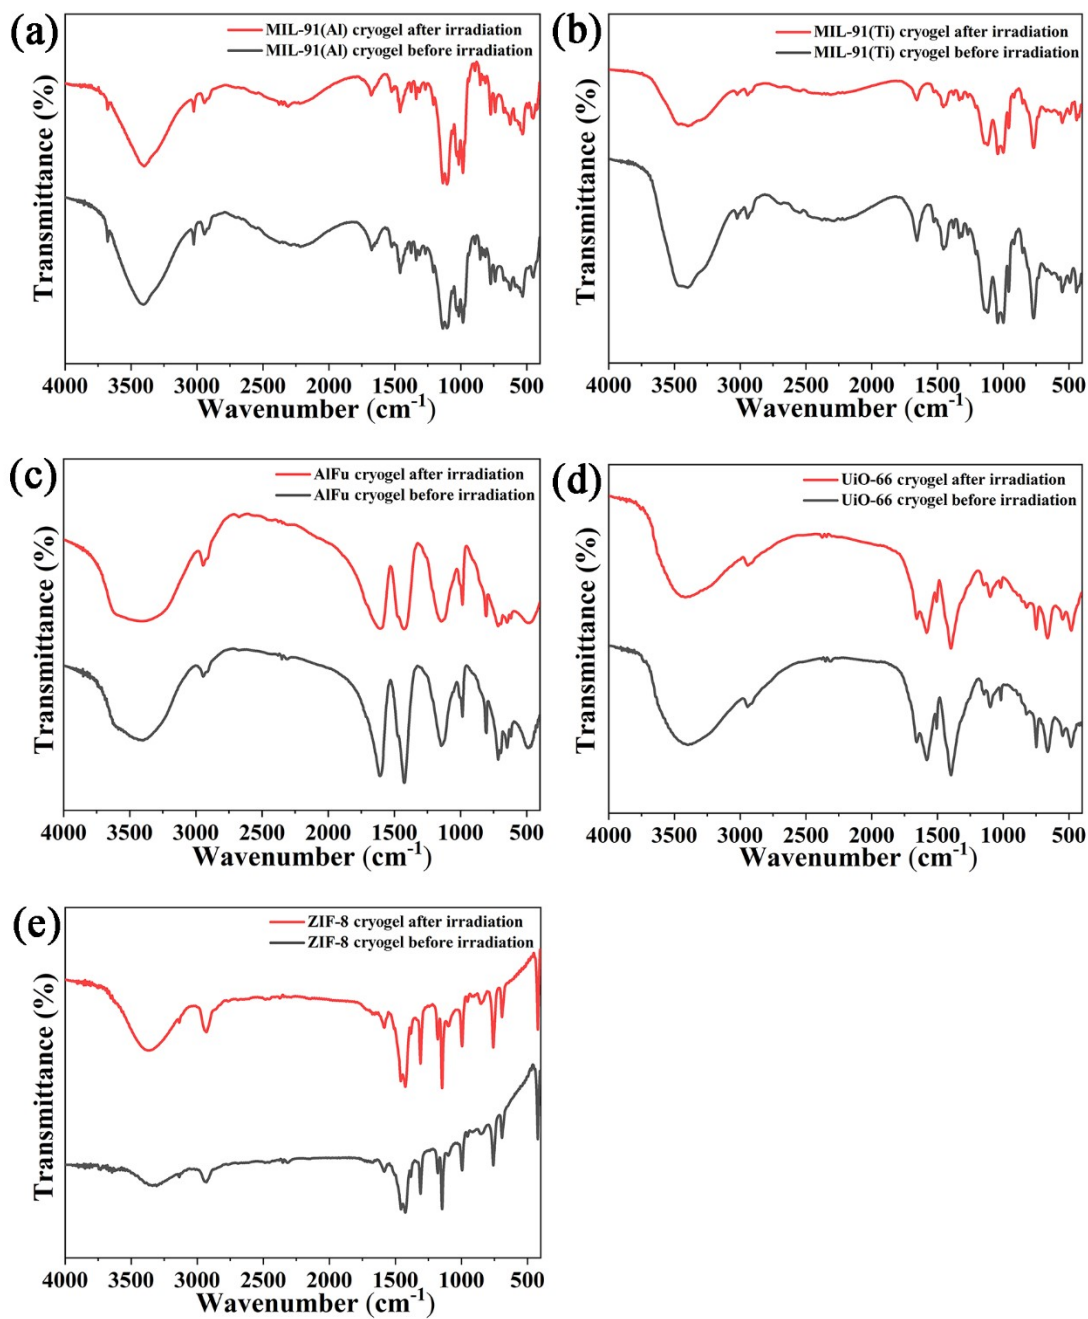 (a)
MIL-91(Al) cryogel after irradiation
MIL-91(Al) cryogel before irradiation
Transmittance (%)
4000 3500 3000 2500 2000 1500 1000 500
Wavenumber (cm⁻¹)
(b)
MIL-91(Ti) cryogel after irradiation
MIL-91(Ti) cryogel before irradiation
Transmittance (%)
4000 3500 3000 2500 2000 1500 1000 500
Wavenumber (cm⁻¹)
(c)
AlFu cryogel after irradiation
AlFu cryogel before irradiation
Transmittance (%)
4000 3500 3000 2500 2000 1500 1000 500
Wavenumber (cm⁻¹)
(d)
UiO-66 cryogel after irradiation
UiO-66 cryogel before irradiation
Transmittance (%)
4000 3500 3000 2500 2000 1500 1000 500
Wavenumber (cm⁻¹)
(e)
ZIF-8 cryogel after irradiation
ZIF-8 cryogel before irradiation
Transmittance (%)
4000 3500 3000 2500 2000 1500 1000 500
Wavenumber (cm⁻¹)